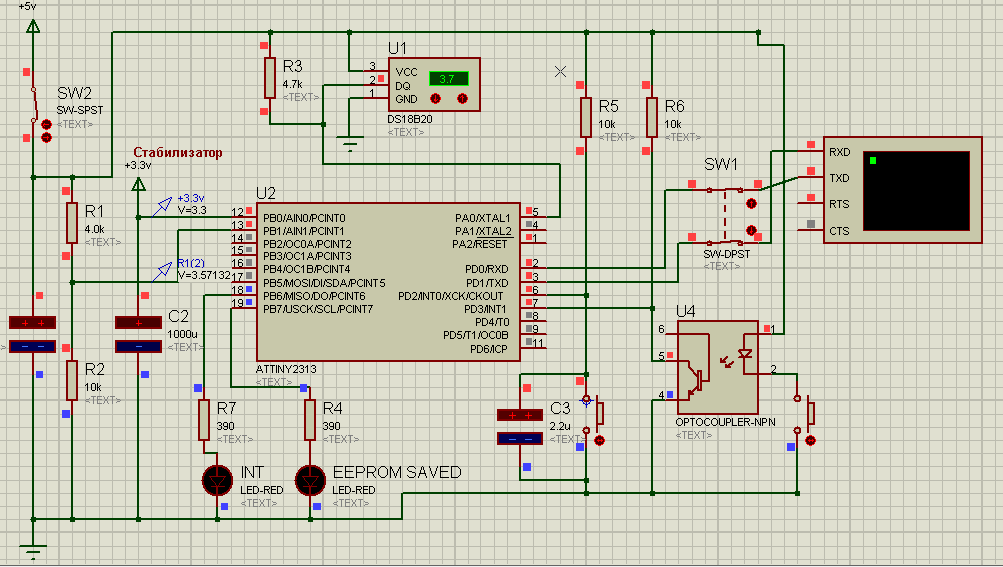 +5v
SW2
SW-SPST
<TEXT>
R3
4.7k
<TEXT>
U1
3
2
1
VCC
DQ
GND
3.7
DS18B20
<TEXT>
R5
10k
<TEXT>
R6
10k
<TEXT>
SW1
SW-DPST
<TEXT>
RXD
TXD
RTS
CTS
Стабилизатор
+3.3v
+3.3v
V=3.3
R1
4.0k
<TEXT>
R1(2)
V=3.57132
U2
12 PB0/AIN0/PCINT0
13 PB1/AIN1/PCINT1
14 PB2/OC0A/PCINT2
15 PB3/OC1A/PCINT3
16 PB4/OC1B/PCINT4
17 PB5/MOSI/DI/SDA/PCINT5
18 PB6/MISO/DO/PCINT6
19 PB7/USCK/SCL/PCINT7
PA0/XTAL1 5
PA1/XTAL2 4
PA2/RESET 1
PD0/RXD 2
PD1/TXD 3
PD2/INT0/XCK/CKOUT 6
PD3/INT1 7
PD4/T0 8
PD5/T1/OC0B 9
PD6/ICP 11
ATTINY2313
<TEXT>
C2
1000u
<TEXT>
R2
10k
<TEXT>
R7
390
<TEXT>
R4
390
<TEXT>
INT
LED-RED
<TEXT>
EEPROM SAVED
LED-RED
<TEXT>
C3
2.2u
<TEXT>
U4
6
5
4
1
2
OPTOCOUPLER-NPN
<TEXT>